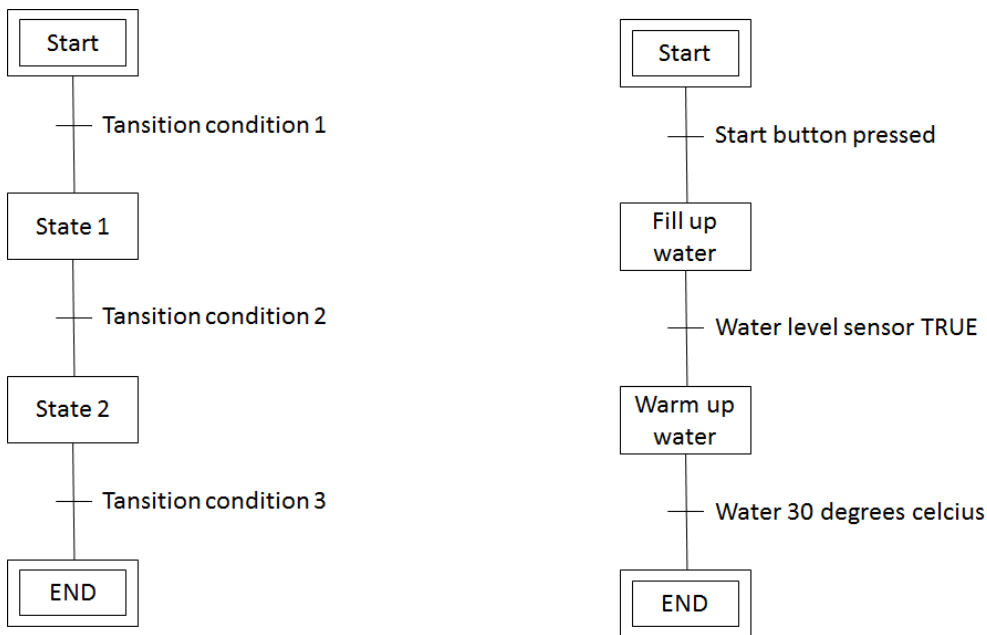 Start
Tansition condition 1
State 1
Tansition condition 2
State 2
Tansition condition 3
END
Start
Start button pressed
Fill up
water
Water level sensor TRUE
Warm up
water
Water 30 degrees celcius
END